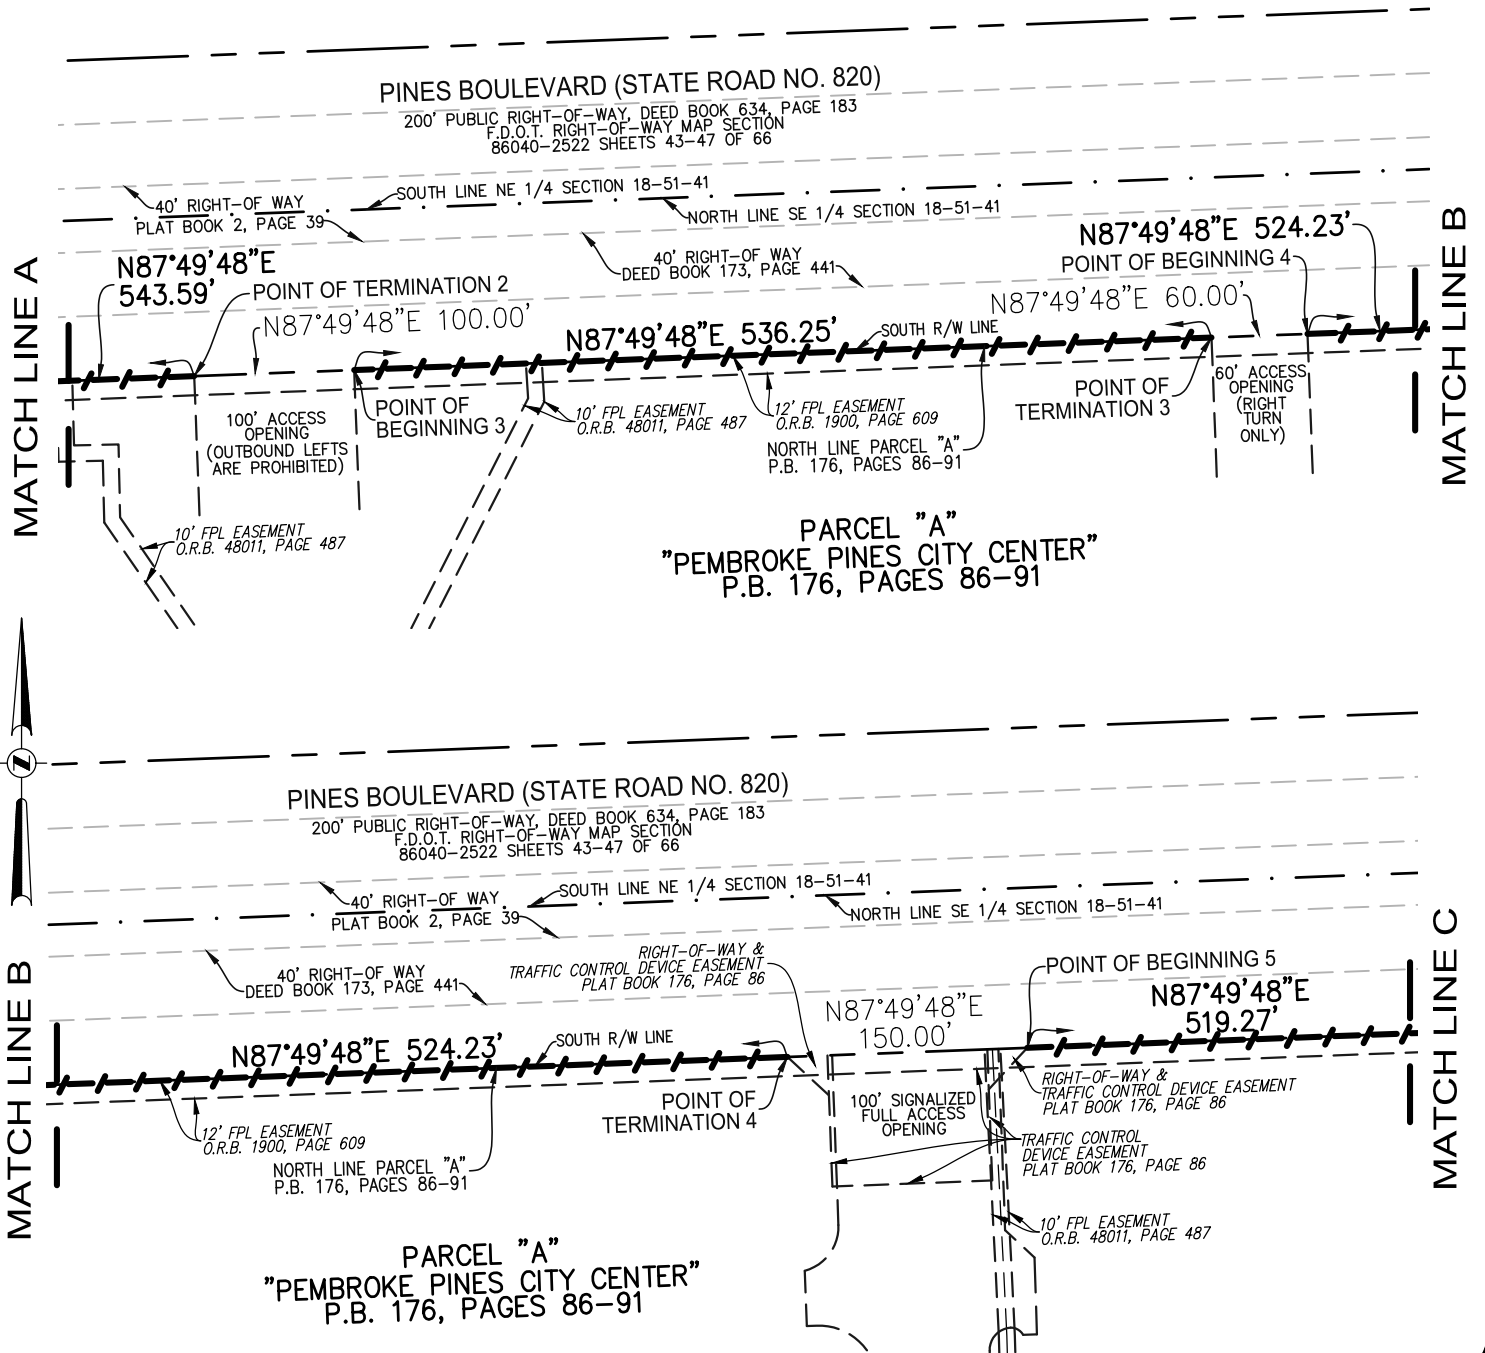 PINES BOULEVARD (STATE ROAD NO. 820)
200' PUBLIC RIGHT-OF-WAY, DEED BOOK 634, PAGE 183
F.D.O.T. RIGHT-OF-WAY MAP SECTION
86040-2522 SHEETS 43-47 OF 66
40' RIGHT-OF WAY
PLAT BOOK 2, PAGE 39
SOUTH LINE NE 1/4 SECTION 18-51-41
NORTH LINE SE 1/4 SECTION 18-51-41
40' RIGHT-OF WAY
DEED BOOK 173, PAGE 441
N87°49'48"E 524.23'
POINT OF BEGINNING 4
N87°49'48"E 60.00'
MATCH LINE A
MATCH LINE B
N87°49'48"E
543.59'
POINT OF TERMINATION 2
N87°49'48"E 100.00'
N87°49'48"E 536.25'
SOUTH R/W LINE
100' ACCESS
OPENING
(OUTBOUND LEFTS
ARE PROHIBITED)
POINT OF
BEGINNING 3
10' FPL EASEMENT
O.R.B. 48011, PAGE 487
12' FPL EASEMENT
O.R.B. 1900, PAGE 609
NORTH LINE PARCEL "A"
P.B. 176, PAGES 86-91
POINT OF
TERMINATION 3
60' ACCESS
OPENING
(RIGHT
TURN
ONLY)
10' FPL EASEMENT
O.R.B. 48011, PAGE 487
PARCEL "A"
"PEMBROKE PINES CITY CENTER"
P.B. 176, PAGES 86-91
Z
PINES BOULEVARD (STATE ROAD NO. 820)
200' PUBLIC RIGHT-OF-WAY, DEED BOOK 634, PAGE 183
F.D.O.T. RIGHT-OF-WAY MAP SECTION
86040-2522 SHEETS 43-47 OF 66
40' RIGHT-OF WAY
PLAT BOOK 2, PAGE 39
SOUTH LINE NE 1/4 SECTION 18-51-41
NORTH LINE SE 1/4 SECTION 18-51-41
40' RIGHT-OF WAY
DEED BOOK 173, PAGE 441
RIGHT-OF-WAY &
TRAFFIC CONTROL DEVICE EASEMENT
PLAT BOOK 176, PAGE 86
POINT OF BEGINNING 5
N87°49'48"E
519.27'
N87°49'48"E
150.00'
MATCH LINE B
MATCH LINE C
N87°49'48"E 524.23'
SOUTH R/W LINE
POINT OF
TERMINATION 4
100' SIGNALIZED
FULL ACCESS
OPENING
RIGHT-OF-WAY &
TRAFFIC CONTROL DEVICE EASEMENT
PLAT BOOK 176, PAGE 86
12' FPL EASEMENT
O.R.B. 1900, PAGE 609
NORTH LINE PARCEL "A"
P.B. 176, PAGES 86-91
TRAFFIC CONTROL
DEVICE EASEMENT
PLAT BOOK 176, PAGE 86
10' FPL EASEMENT
O.R.B. 48011, PAGE 487
PARCEL "A"
"PEMBROKE PINES CITY CENTER"
P.B. 176, PAGES 86-91